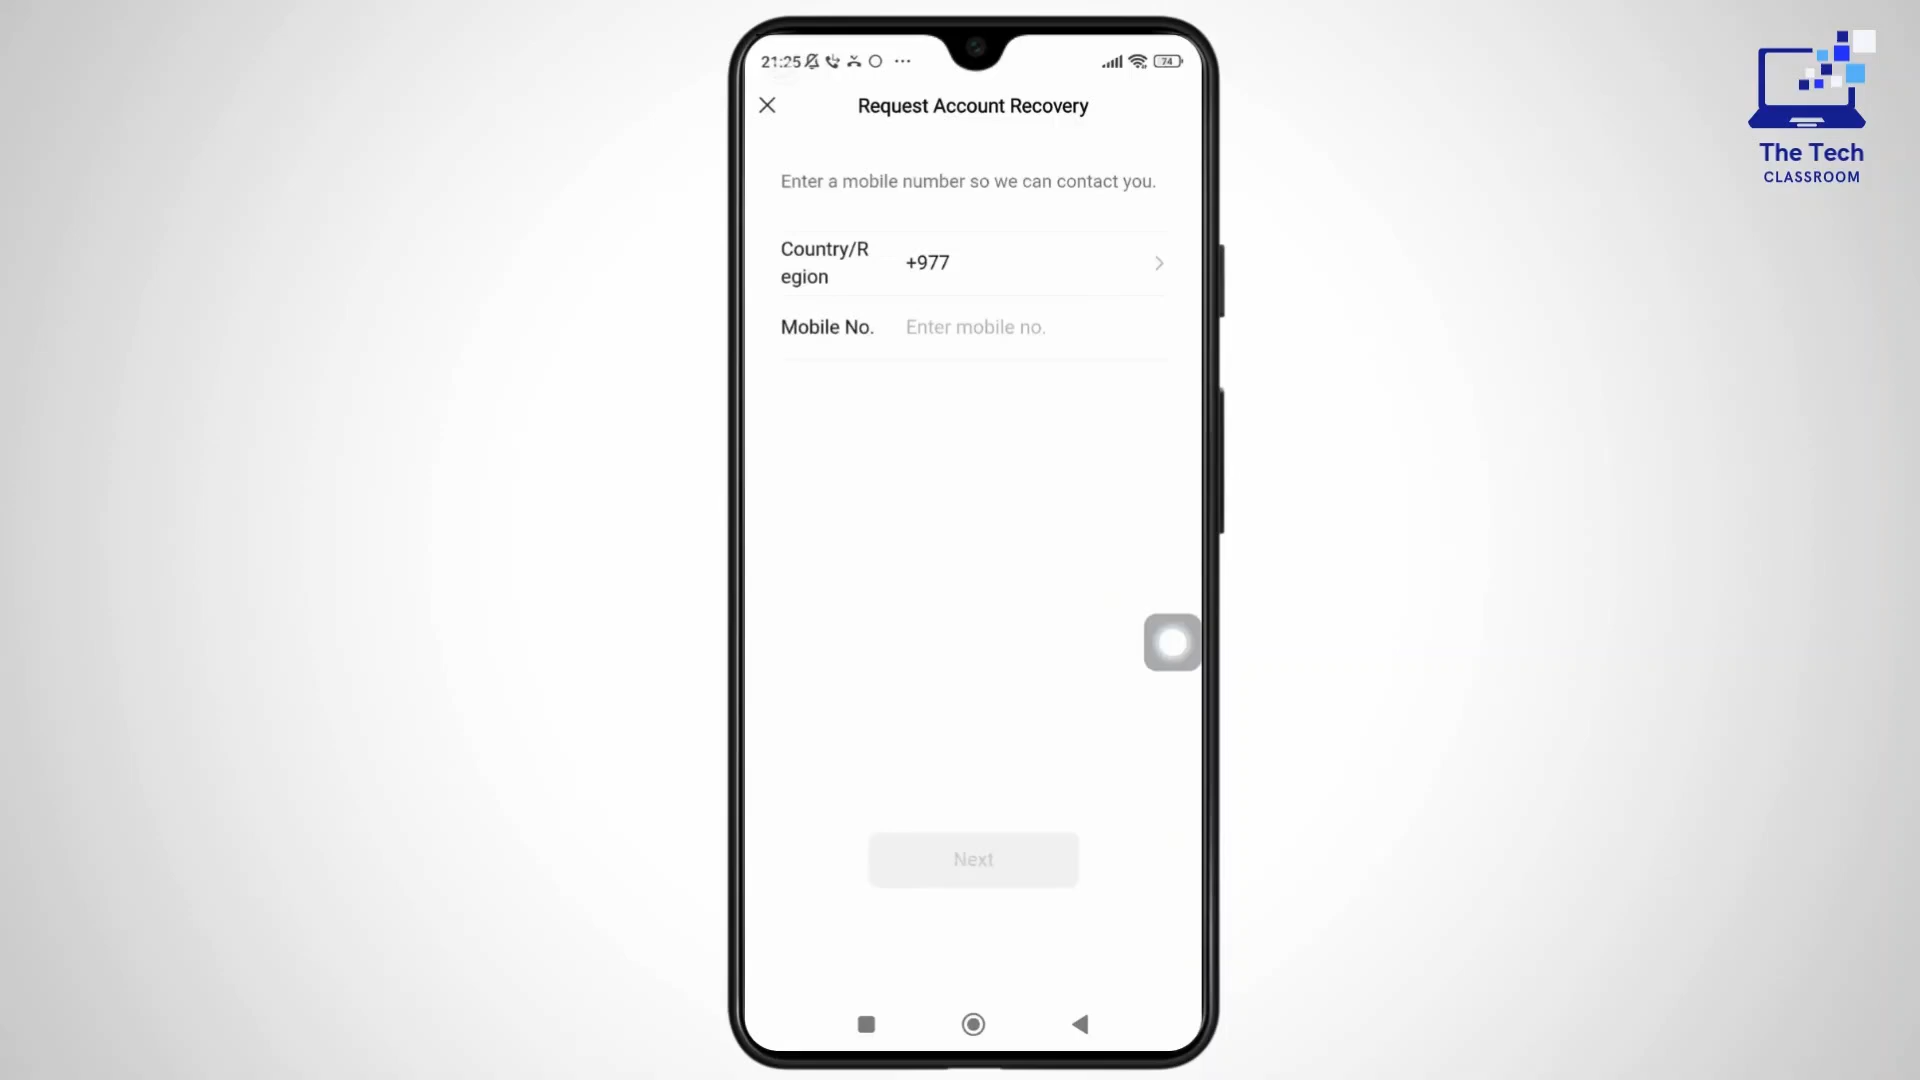 The Tech
CLASSROOM
21:25
74
Request Account Recovery
Enter a mobile number so we can contact you.
Country/R
egion
+977
Mobile No.
Enter mobile no.
Next